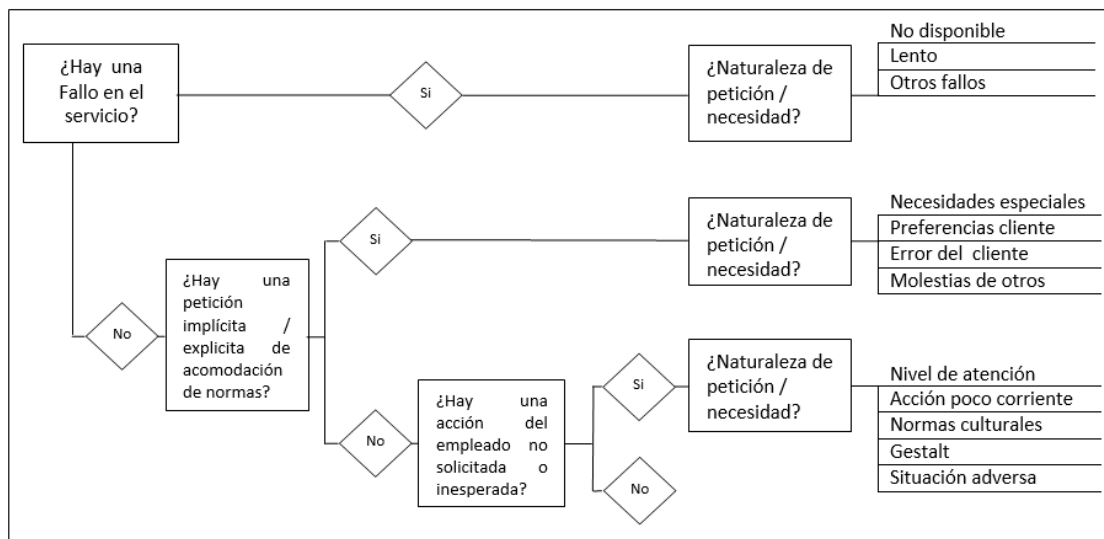 ¿Hay una
Fallo en el
servicio?
Si
¿Naturaleza de
petición /
necesidad?
No disponible
Lento
Otros fallos
No
¿Hay una
petición
implícita /
explicita de
acomodación
de normas?
Si
¿Naturaleza de
petición /
necesidad?
Necesidades especiales
Preferencias cliente
Error del cliente
Molestias de otros
No
¿Hay una
acción del
empleado no
solicitada o
inesperada?
Si
¿Naturaleza de
petición /
necesidad?
Nivel de atención
Acción poco corriente
Normas culturales
Gestalt
Situación adversa
No